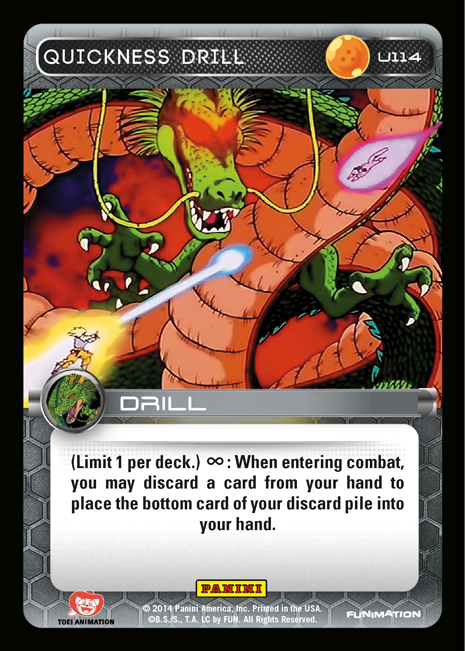 QUICKNESS DRILL
U114
DRILL
(Limit 1 per deck.) ∞: When entering combat,
you may discard a card from your hand to
place the bottom card of your discard pile into
your hand.
PANINI
TOEI ANIMATION
© 2014 Panini America, Inc. Printed in the USA.
©B.S./S., T.A. LC by FUN. All Rights Reserved.
FUNIMATION